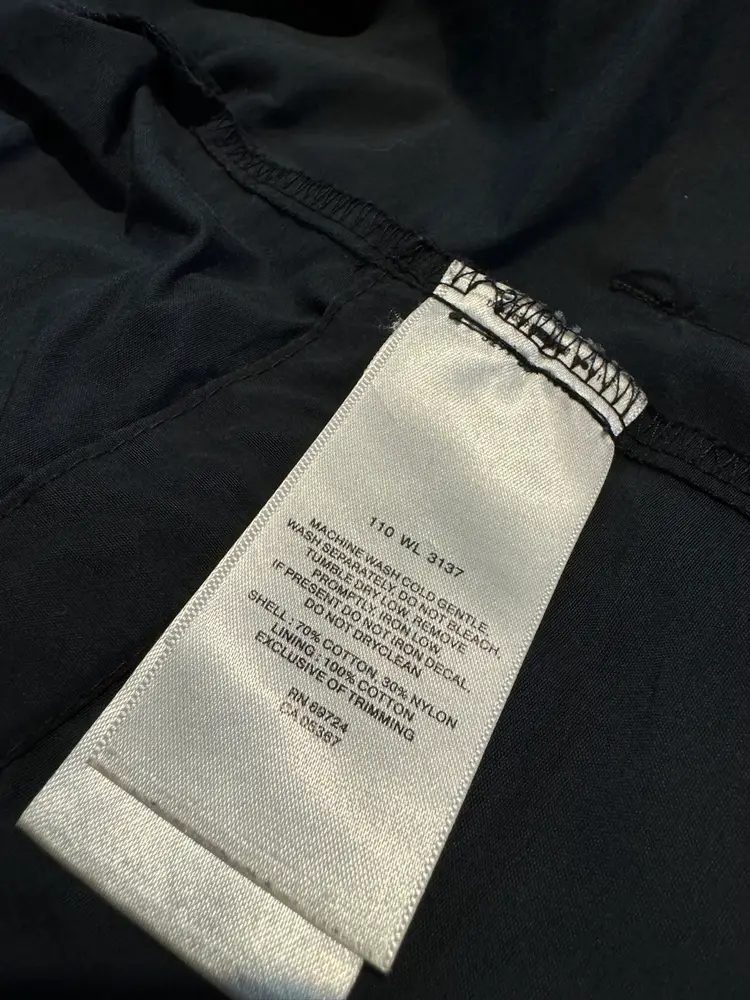 110 WL 3137
MACHINE WASH COLD GENTLE,
WASH SEPARATELY, DO NOT BLEACH,
TUMBLE DRY LOW, REMOVE
PROMPTLY, IRON LOW,
IF PRESENT DO NOT IRON DECAL,
DO NOT DRYCLEAN
SHELL : 70% COTTON, 30% NYLON
LINING : 100% COTTON
EXCLUSIVE OF TRIMMING
RN 69724
CA 05367